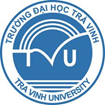 TRƯỜNG ĐẠI HỌC TRÀ VINH
TVU
TRA VINH UNIVERSITY